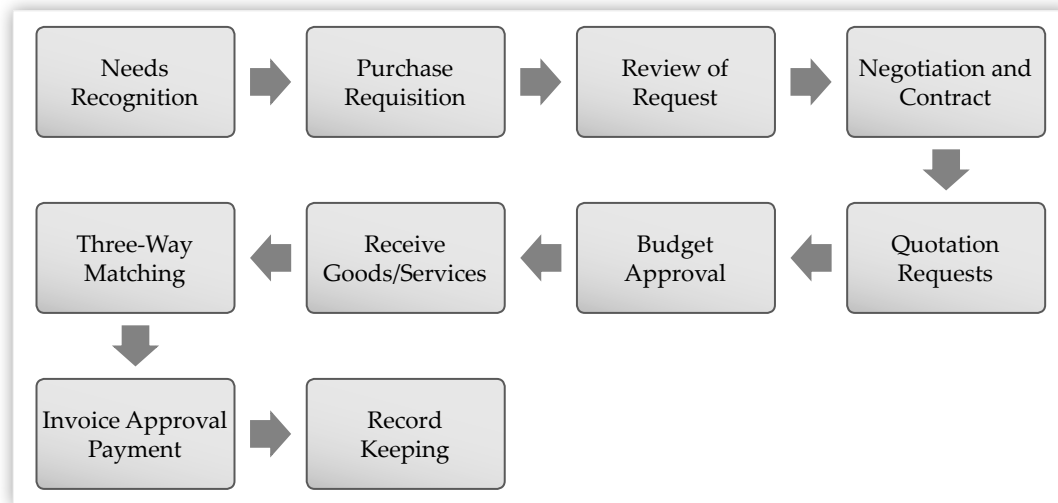 Needs
Recognition
Purchase
Requisition
Review of
Request
Negotiation and
Contract
Quotation
Requests
Budget
Approval
Receive
Goods/Services
Three-Way
Matching
Invoice Approval
Payment
Record
Keeping